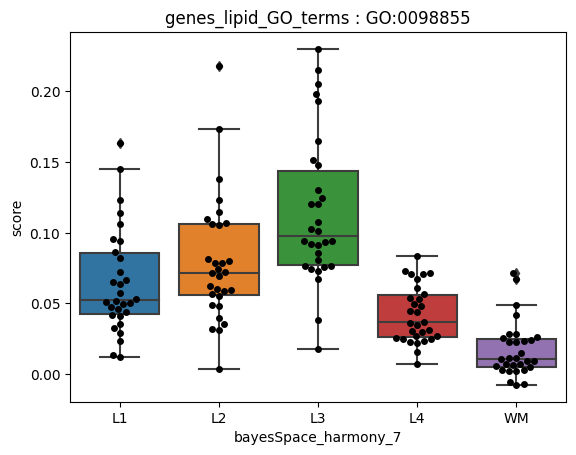 genes_lipid_GO_terms : GO:0098855
score
0.20
0.15
0.10
0.05
0.00
L1 L2 L3 L4 WM
bayesSpace_harmony_7